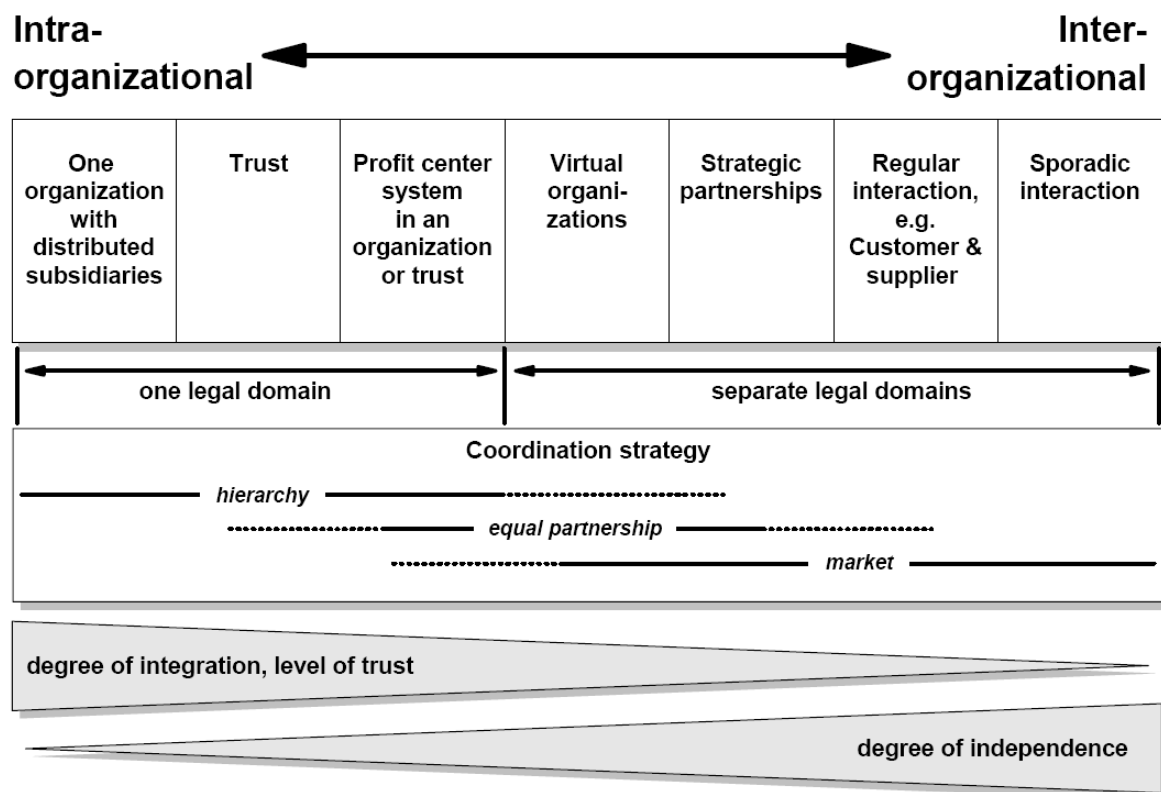 Intra-
organizational
Inter-
organizational
One
organization
with
distributed
subsidiaries
Trust
Profit center
system
in an
organization
or trust
Virtual
organi-
zations
Strategic
partnerships
Regular
interaction,
e.g.
Customer &
supplier
Sporadic
interaction
one legal domain
separate legal domains
Coordination strategy
hierarchy
equal partnership
market
degree of integration, level of trust
degree of independence